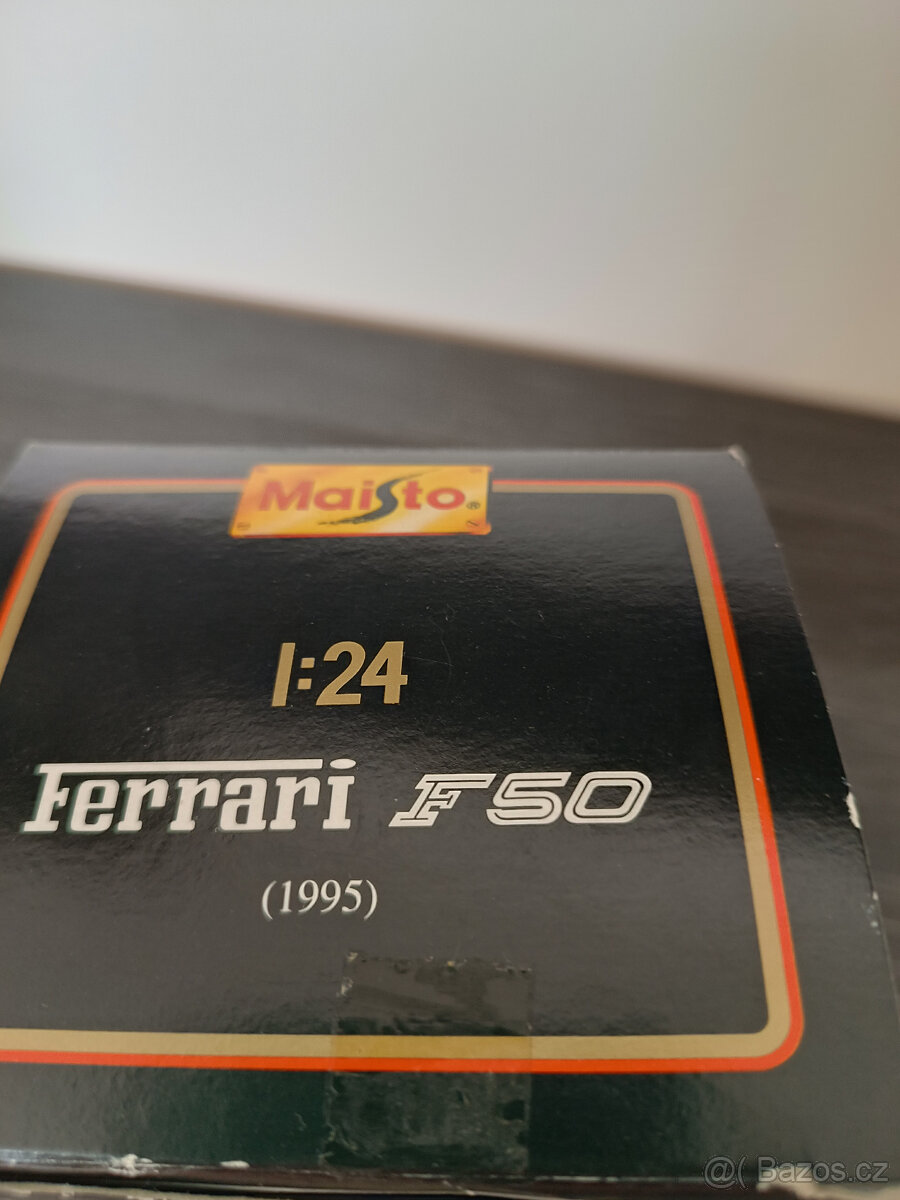 Maisto®
1:24
Ferrari F50
(1995)
@( Bazos.cz